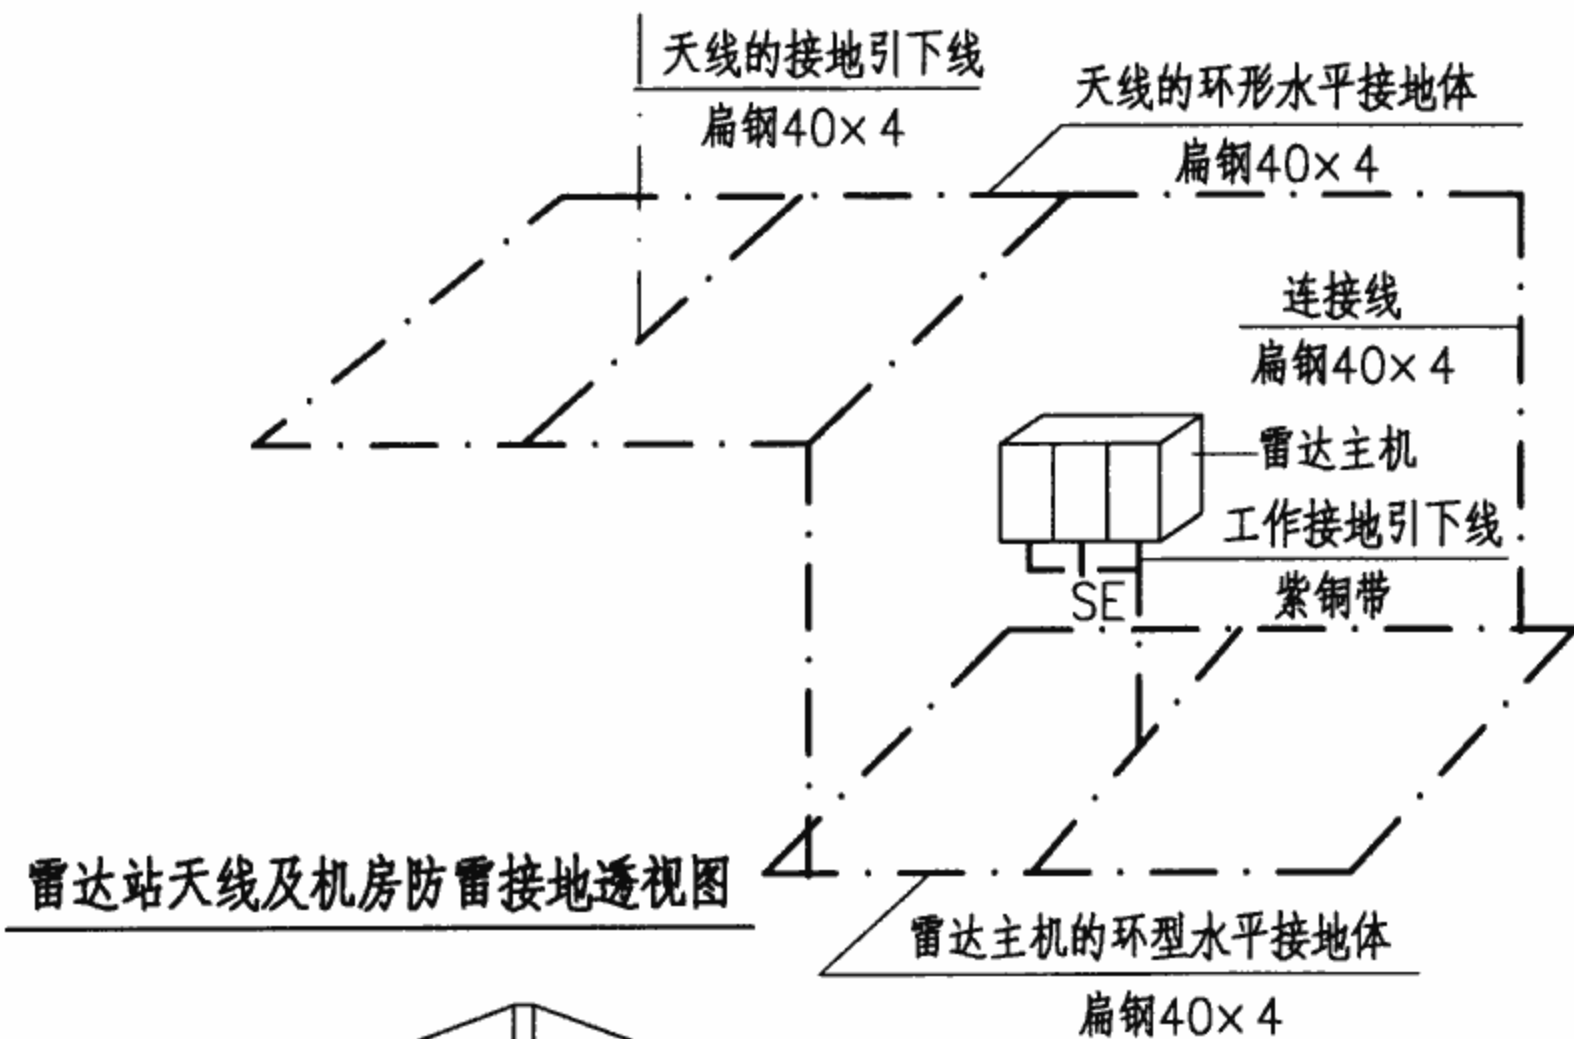 天线的接地引下线
扁钢40×4
天线的环形水平接地体
扁钢40×4
连接线
扁钢40×4
雷达主机
工作接地引下线
紫铜带
SE
雷达站天线及机房防雷接地透视图
雷达主机的环型水平接地体
扁钢40×4